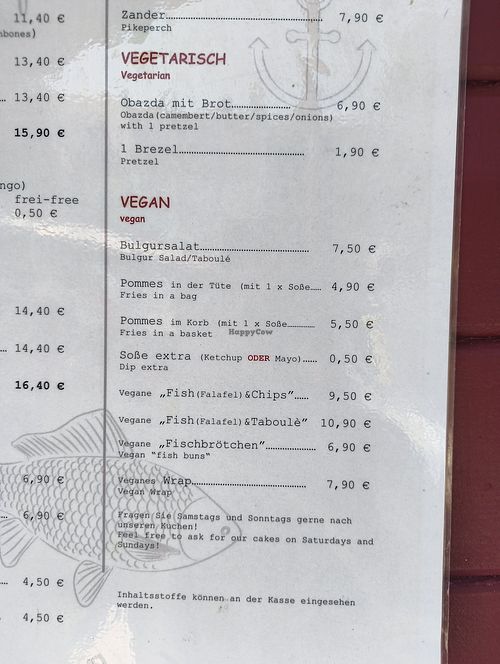 11,40 €
nbones)
13,40 €
13,40 €
15,90 €
ngo)
frei-free
0,50 €
14,40 €
14,40 €
16,40 €
6,90 €
6,90 €
4,50 €
4,50 €
Zander 7,90 €
Pikeperch
VEGETARISCH
Vegetarian
Obazda mit Brot 6,90 €
Obazda(camembert/butter/spices/onions)
with 1 pretzel
1 Brezel 1,90 €
Pretzel
VEGAN
vegan
Bulgursalat 7,50 €
Bulgur Salad/Taboulé
Pommes in der Tüte (mit 1 x Soße 4,90 €
Fries in a bag
Pommes im Korb (mit 1 x Soße 5,50 €
Fries in a basket
HappyCow
Soße extra (Ketchup ODER Mayo) 0,50 €
Dip extra
Vegane „Fish(Falafel)&Chips” 9,50 €
Vegane „Fish(Falafel)&Taboulè” 10,90 €
Vegane „Fischbrötchen” 6,90 €
Vegan "fish buns"
Veganes Wrap 7,90 €
Vegan Wrap
Fragen Sie Samstags und Sonntags gerne nach
unseren Kuchen!
Feel free to ask for our cakes on Saturdays and
Sundays!
Inhaltsstoffe können an der Kasse eingesehen
werden.